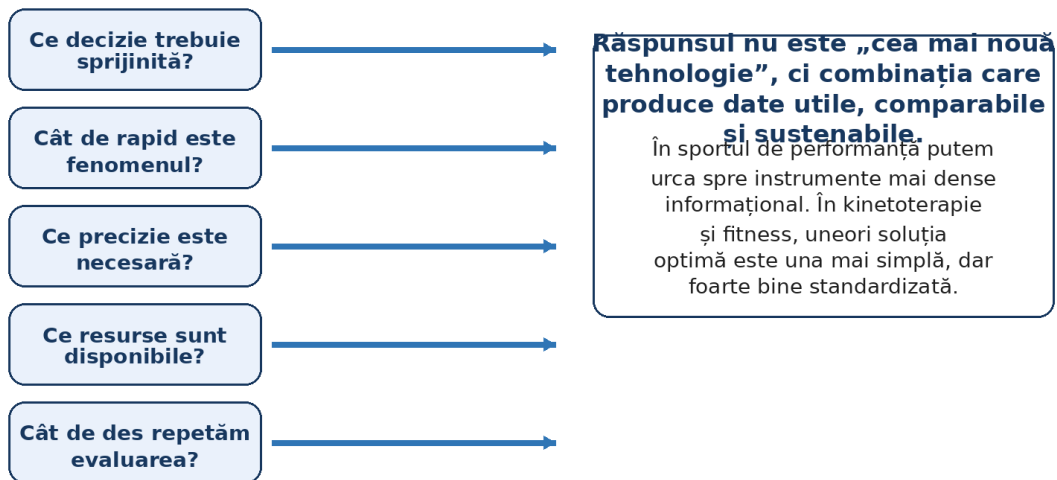 Ce decizie trebuie
sprijinită?
Cât de rapid este
fenomenul?
Ce precizie este
necesară?
Ce resurse sunt
disponibile?
Cât de des repetăm
evaluarea?
Răspunsul nu este „cea mai nouă
tehnologie”, ci combinația care
produce date utile, comparabile
și sustenabile.
În sportul de performanță putem
urca spre instrumente mai dense
informațional. În kinetoterapie
și fitness, uneori soluția
optimă este una mai simplă, dar
foarte bine standardizată.